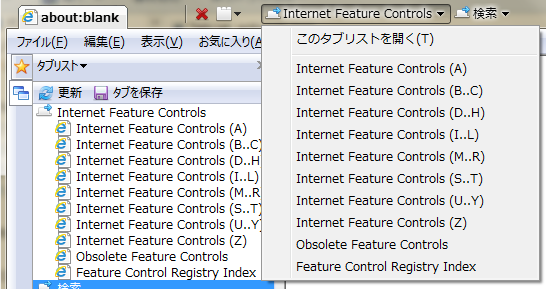 about:blank
Internet Feature Controls
検索
ファイル(F) 編集(E) 表示(V) お気に入り(A)
タブリスト
更新 タブを保存
Internet Feature Controls
Internet Feature Controls (A)
Internet Feature Controls (B..C)
Internet Feature Controls (D..H)
Internet Feature Controls (I..L)
Internet Feature Controls (M..R
Internet Feature Controls (S..T)
Internet Feature Controls (U..Y)
Internet Feature Controls (Z)
Obsolete Feature Controls
Feature Control Registry Index
検索
このタブリストを開く(T)
Internet Feature Controls (A)
Internet Feature Controls (B..C)
Internet Feature Controls (D..H)
Internet Feature Controls (I..L)
Internet Feature Controls (M..R)
Internet Feature Controls (S..T)
Internet Feature Controls (U..Y)
Internet Feature Controls (Z)
Obsolete Feature Controls
Feature Control Registry Index